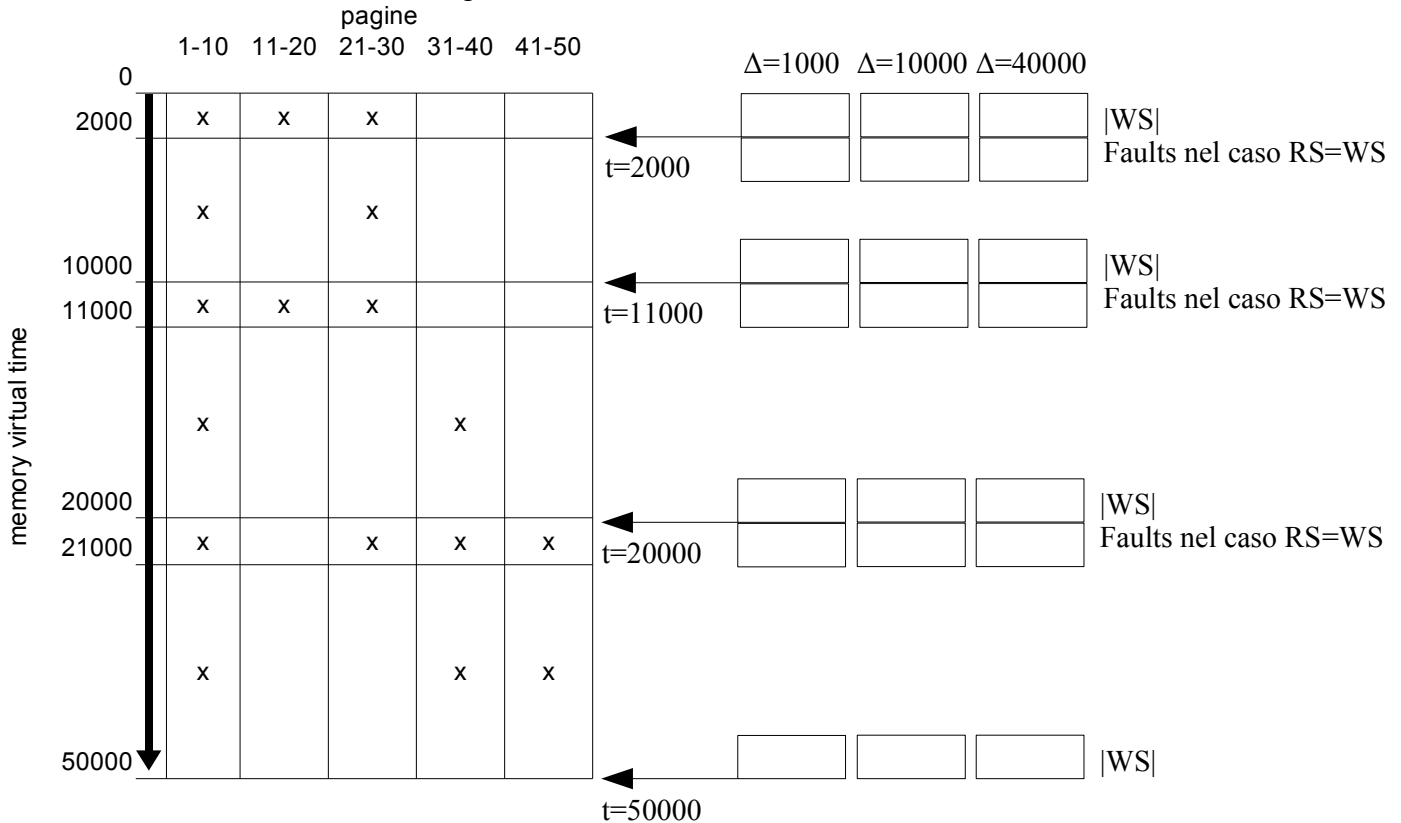 pagine
1-10 11-20 21-30 31-40 41-50
Δ=1000 Δ=10000 Δ=40000
0
2000 x x x
|WS|
Faults nel caso RS=WS
t=2000
x x
10000
|WS|
11000 x x x
t=11000
Faults nel caso RS=WS
memory virtual time
x x
20000
|WS|
21000 x x x x
t=20000
Faults nel caso RS=WS
x x x
50000
|WS|
t=50000